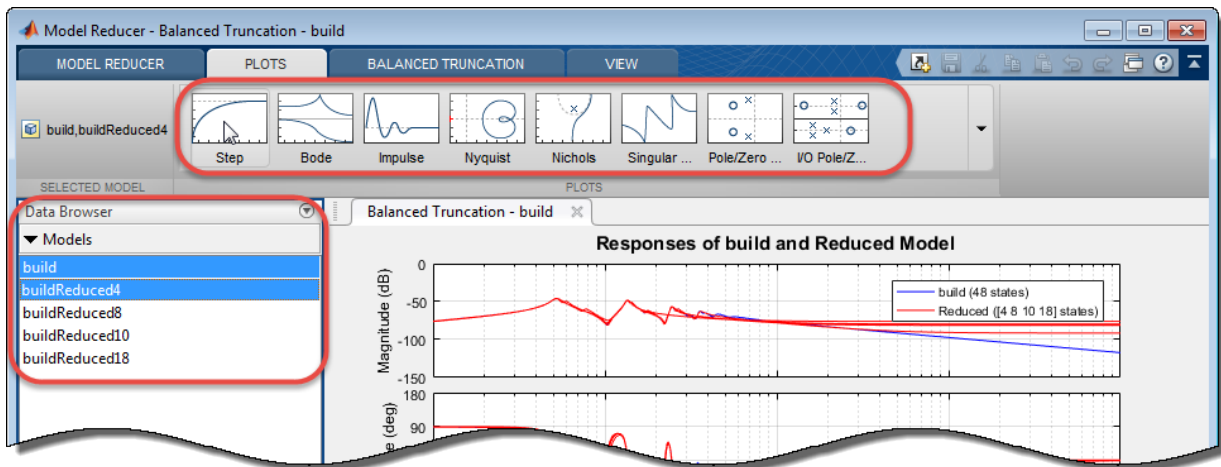 Model Reducer - Balanced Truncation - build
MODEL REDUCER PLOTS BALANCED TRUNCATION VIEW
build,buildReduced4
Step Bode Impulse Nyquist Nichols Singular ... Pole/Zero ... I/O Pole/Z...
SELECTED MODEL PLOTS
Data Browser
Models
build
buildReduced4
buildReduced8
buildReduced10
buildReduced18
Balanced Truncation - build
Responses of build and Reduced Model
Magnitude (dB)
0
-50
-100
-150
build (48 states)
Reduced ([4 8 10 18] states)
180
90
(deg)